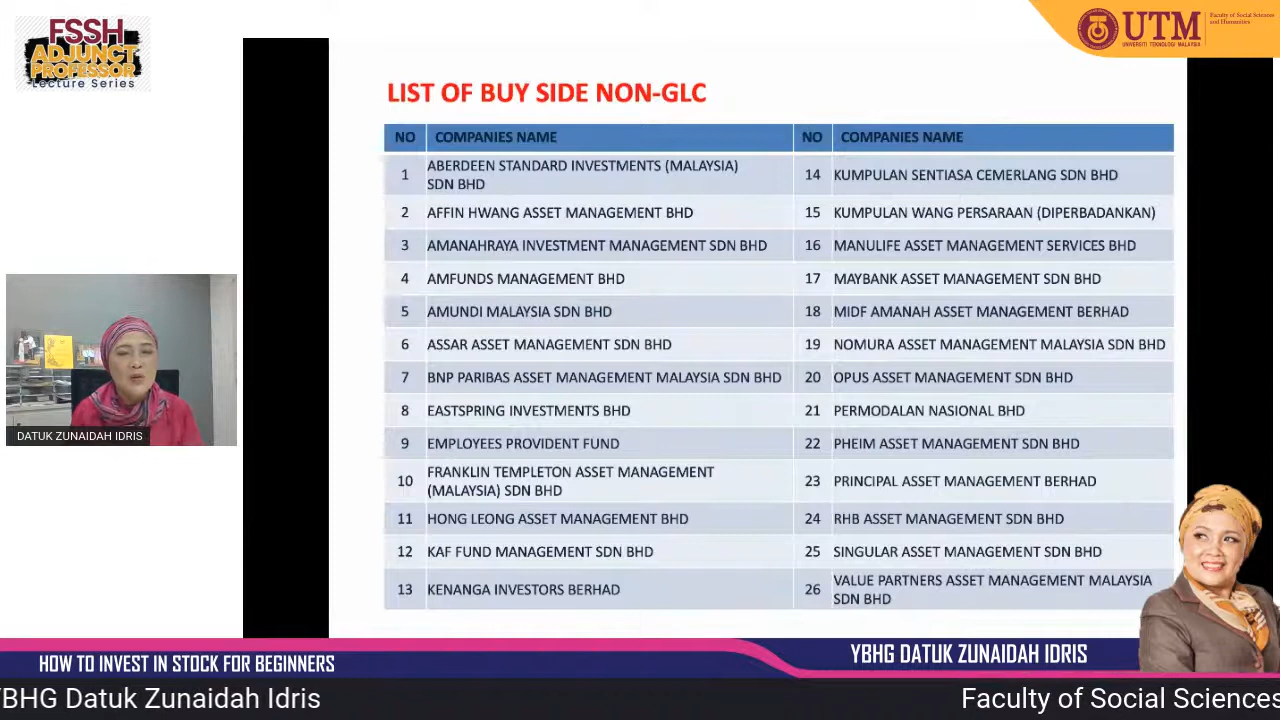 FSSH
ADJUNCT
PROFESSOR
Lecture Series
UTM
UNIVERSITI TEKNOLOGI MALAYSIA
Faculty of Social Sciences
and Humanities
LIST OF BUY SIDE NON-GLC
NO COMPANIES NAME NO COMPANIES NAME
1 ABERDEEN STANDARD INVESTMENTS (MALAYSIA)
SDN BHD
14 KUMPULAN SENTIASA CEMERLANG SDN BHD
2 AFFIN HWANG ASSET MANAGEMENT BHD 15 KUMPULAN WANG PERSARAAN (DIPERBADANKAN)
3 AMANAHRAYA INVESTMENT MANAGEMENT SDN BHD 16 MANULIFE ASSET MANAGEMENT SERVICES BHD
4 AMFUNDS MANAGEMENT BHD 17 MAYBANK ASSET MANAGEMENT SDN BHD
5 AMUNDI MALAYSIA SDN BHD 18 MIDF AMANAH ASSET MANAGEMENT BERHAD
6 ASSAR ASSET MANAGEMENT SDN BHD 19 NOMURA ASSET MANAGEMENT MALAYSIA SDN BHD
7 BNP PARIBAS ASSET MANAGEMENT MALAYSIA SDN BHD 20 OPUS ASSET MANAGEMENT SDN BHD
8 EASTSPRING INVESTMENTS BHD 21 PERMODALAN NASIONAL BHD
9 EMPLOYEES PROVIDENT FUND 22 PHEIM ASSET MANAGEMENT SDN BHD
10 FRANKLIN TEMPLETON ASSET MANAGEMENT
(MALAYSIA) SDN BHD
23 PRINCIPAL ASSET MANAGEMENT BERHAD
11 HONG LEONG ASSET MANAGEMENT BHD 24 RHB ASSET MANAGEMENT SDN BHD
12 KAF FUND MANAGEMENT SDN BHD 25 SINGULAR ASSET MANAGEMENT SDN BHD
13 KENANGA INVESTORS BERHAD 26 VALUE PARTNERS ASSET MANAGEMENT MALAYSIA
SDN BHD
DATUK ZUNAIDAH IDRIS
HOW TO INVEST IN STOCK FOR BEGINNERS
YBHG DATUK ZUNAIDAH IDRIS
YBHG Datuk Zunaidah Idris Faculty of Social Sciences